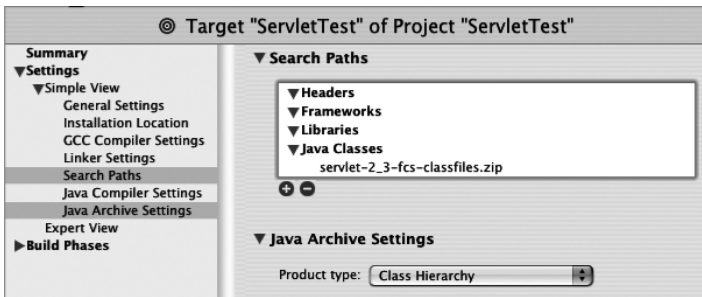 Target "ServletTest" of Project "ServletTest"
Summary
Settings
Simple View
General Settings
Installation Location
GCC Compiler Settings
Linker Settings
Search Paths
Java Compiler Settings
Java Archive Settings
Expert View
Build Phases
Search Paths
Headers
Frameworks
Libraries
Java Classes
servlet-2_3-fcs-classfiles.zip
Java Archive Settings
Product type: Class Hierarchy